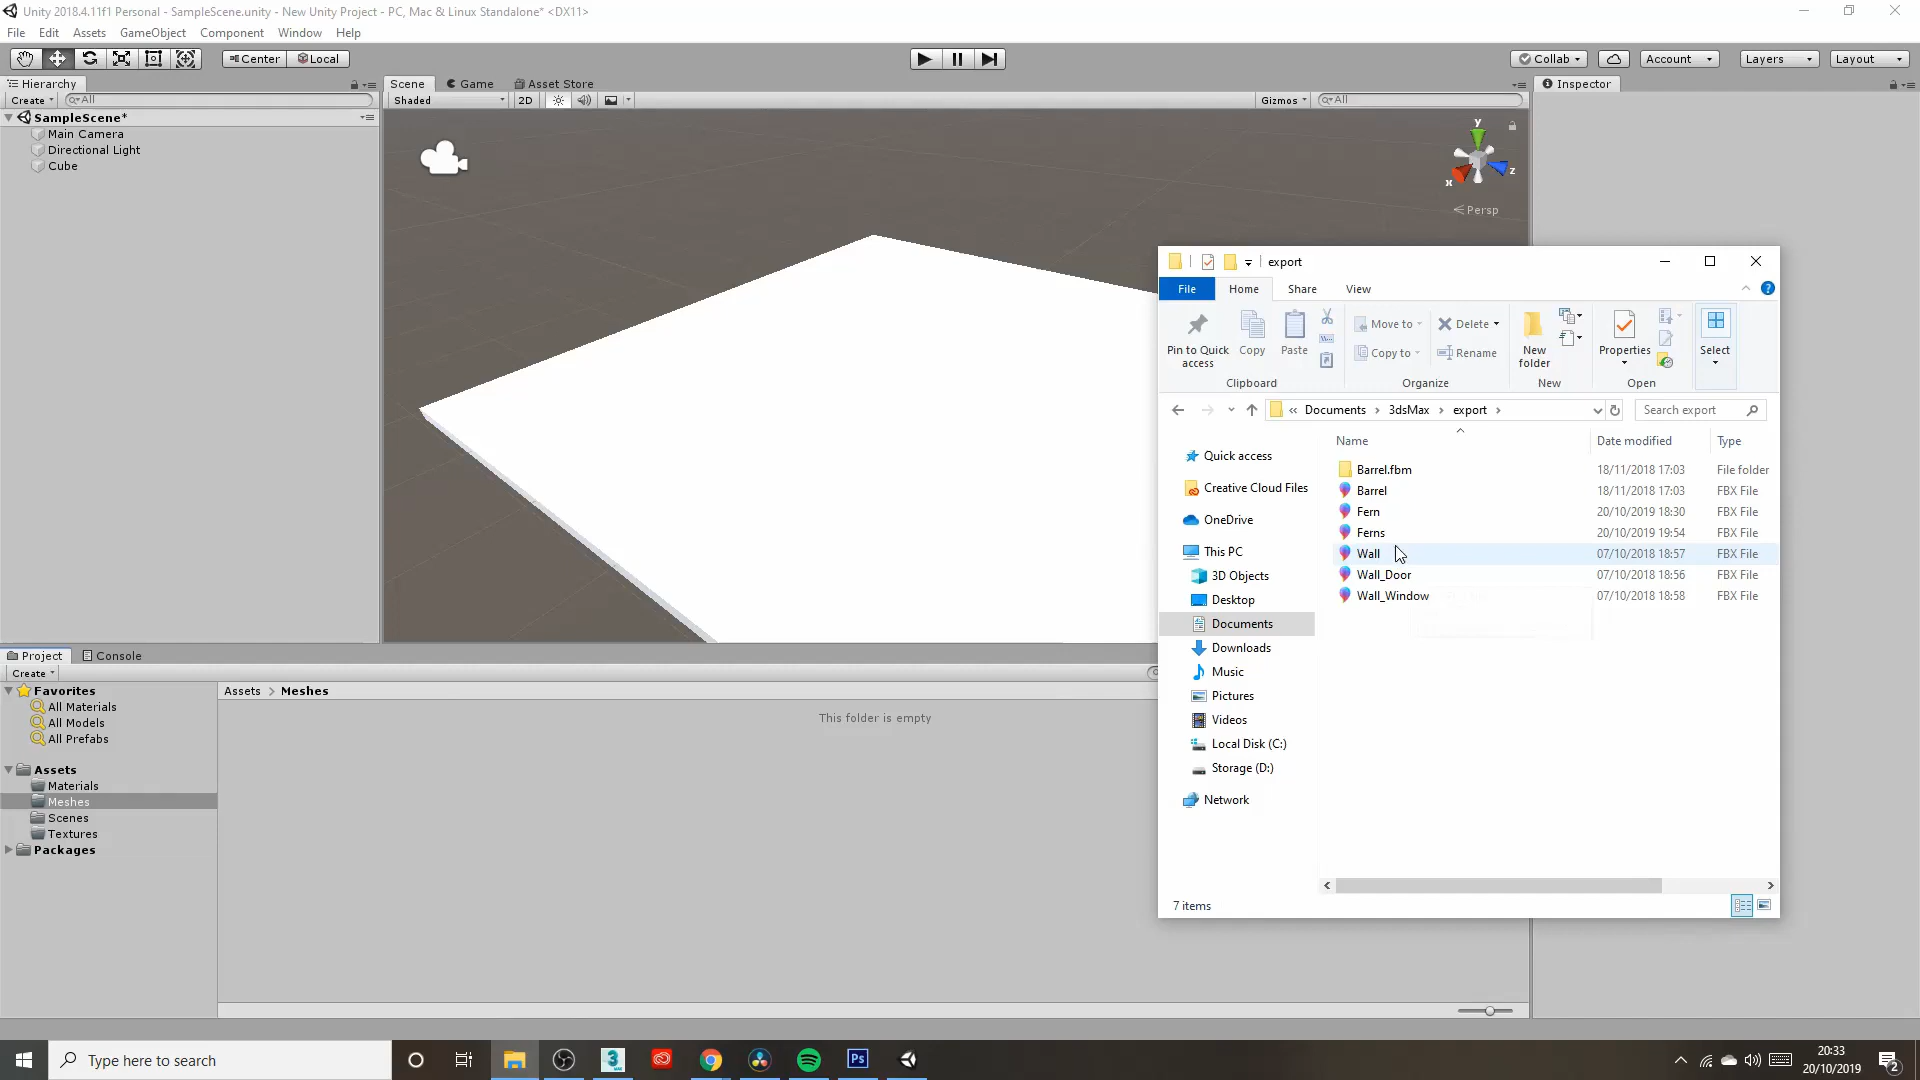 Unity 2018.4.11f1 Personal - SampleScene.unity - New Unity Project - PC, Mac & Linux Standalone* <DX11>
File Edit Assets GameObject Component Window Help
Center Local Collab Account Layers Layout
Hierarchy Scene Game Asset Store Inspector
Create All Shaded 2D Gizmos All
SampleScene*
Main Camera
Directional Light
Cube
y
x z
Persp
export
File Home Share View
Pin to Quick access
Copy
Paste
Move to
Copy to
Delete
Rename
New folder
Properties
Select
Clipboard Organize New Open
« Documents › 3dsMax › export › Search export
Name Date modified Type
Quick access
Creative Cloud Files
OneDrive
This PC
3D Objects
Desktop
Documents
Downloads
Music
Pictures
Videos
Local Disk (C:)
Storage (D:)
Network
Barrel.fbm 18/11/2018 17:03 File folder
Barrel 18/11/2018 17:03 FBX File
Fern 20/10/2019 18:30 FBX File
Ferns 20/10/2019 19:54 FBX File
Wall 07/10/2018 18:57 FBX File
Wall_Door 07/10/2018 18:56 FBX File
Wall_Window 07/10/2018 18:58 FBX File
7 items
Project Console
Create
Favorites
All Materials
All Models
All Prefabs
Assets
Materials
Meshes
Scenes
Textures
Packages
Assets > Meshes
This folder is empty
Type here to search
3
Ps
20:33
20/10/2019
2